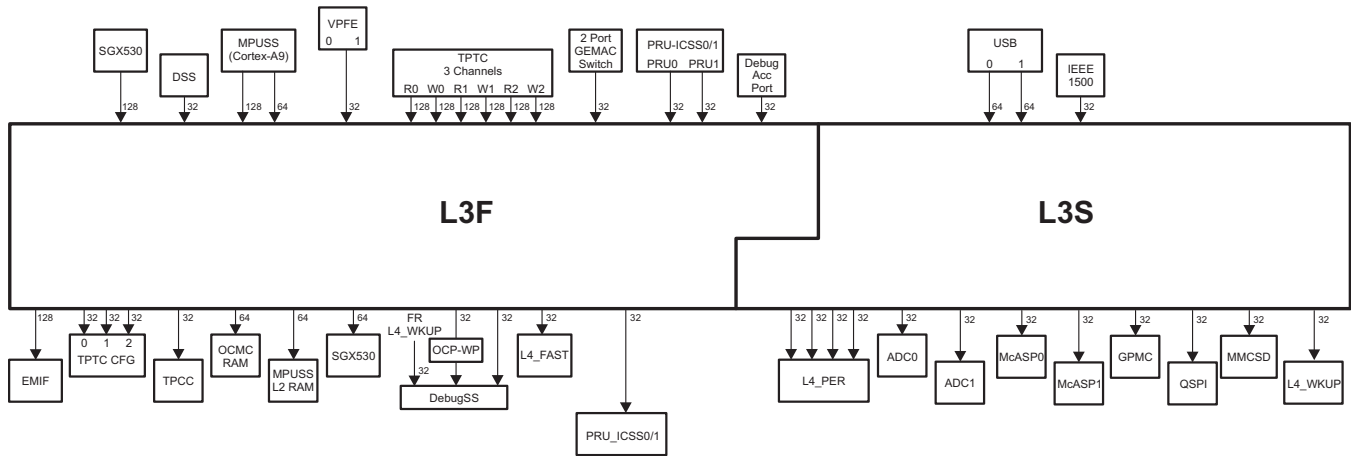 SGX530
DSS
MPUSS
(Cortex-A9)
VPFE
0 1
TPTC
3 Channels
R0 W0 R1 W1 R2 W2
2 Port
GEMAC
Switch
PRU-ICSS0/1
PRU0 PRU1
Debug
Acc
Port
USB
0 1
IEEE
1500
128 32 128 64 32 128 128 128 128 128 128 32 32 32 32 64 64 32
L3F
L3S
128 32 32 32 32 64 64 64 FR 32 32 32 32 32 32 32 32 32 32 32 32 32 32 32 32
L4_WKUP
0 1 2
TPTC CFG
EMIF
TPCC
OCMC
RAM
MPUSS
L2 RAM
SGX530
OCP-WP
32
DebugSS
L4_FAST
PRU_ICSS0/1
L4_PER
ADC0
ADC1
McASP0
McASP1
GPMC
QSPI
MMCSD
L4_WKUP